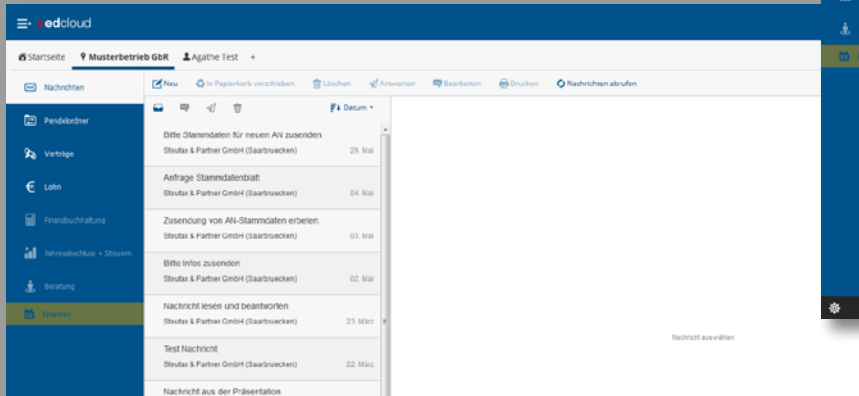 edcloud
Startseite Musterbetrieb GbR Agathe Test +
Nachrichten
Pendelordner
Verträge
Lohn
Finanzbuchhaltung
Jahresabschluss + Steuern
Beratung
Finanzen
Neu In Papierkorb verschieben Löschen Antworten Bearbeiten Drucken Nachrichten abrufen
Datum
Bitte Stammdaten für neuen AN zusenden
Steutax & Partner GmbH (Saarbruecken) 29. Mai
Anfrage Stammdatenblatt
Steutax & Partner GmbH (Saarbruecken) 04. Mai
Zusendung von AN-Stammdaten erbeten.
Steutax & Partner GmbH (Saarbruecken) 03. Mai
Bitte Infos zusenden
Steutax & Partner GmbH (Saarbruecken) 02. Mai
Nachricht lesen und beantworten
Steutax & Partner GmbH (Saarbruecken) 23. März
Test Nachricht
Steutax & Partner GmbH (Saarbruecken) 22. März
Nachricht aus der Präsentation
Nachricht auswählen